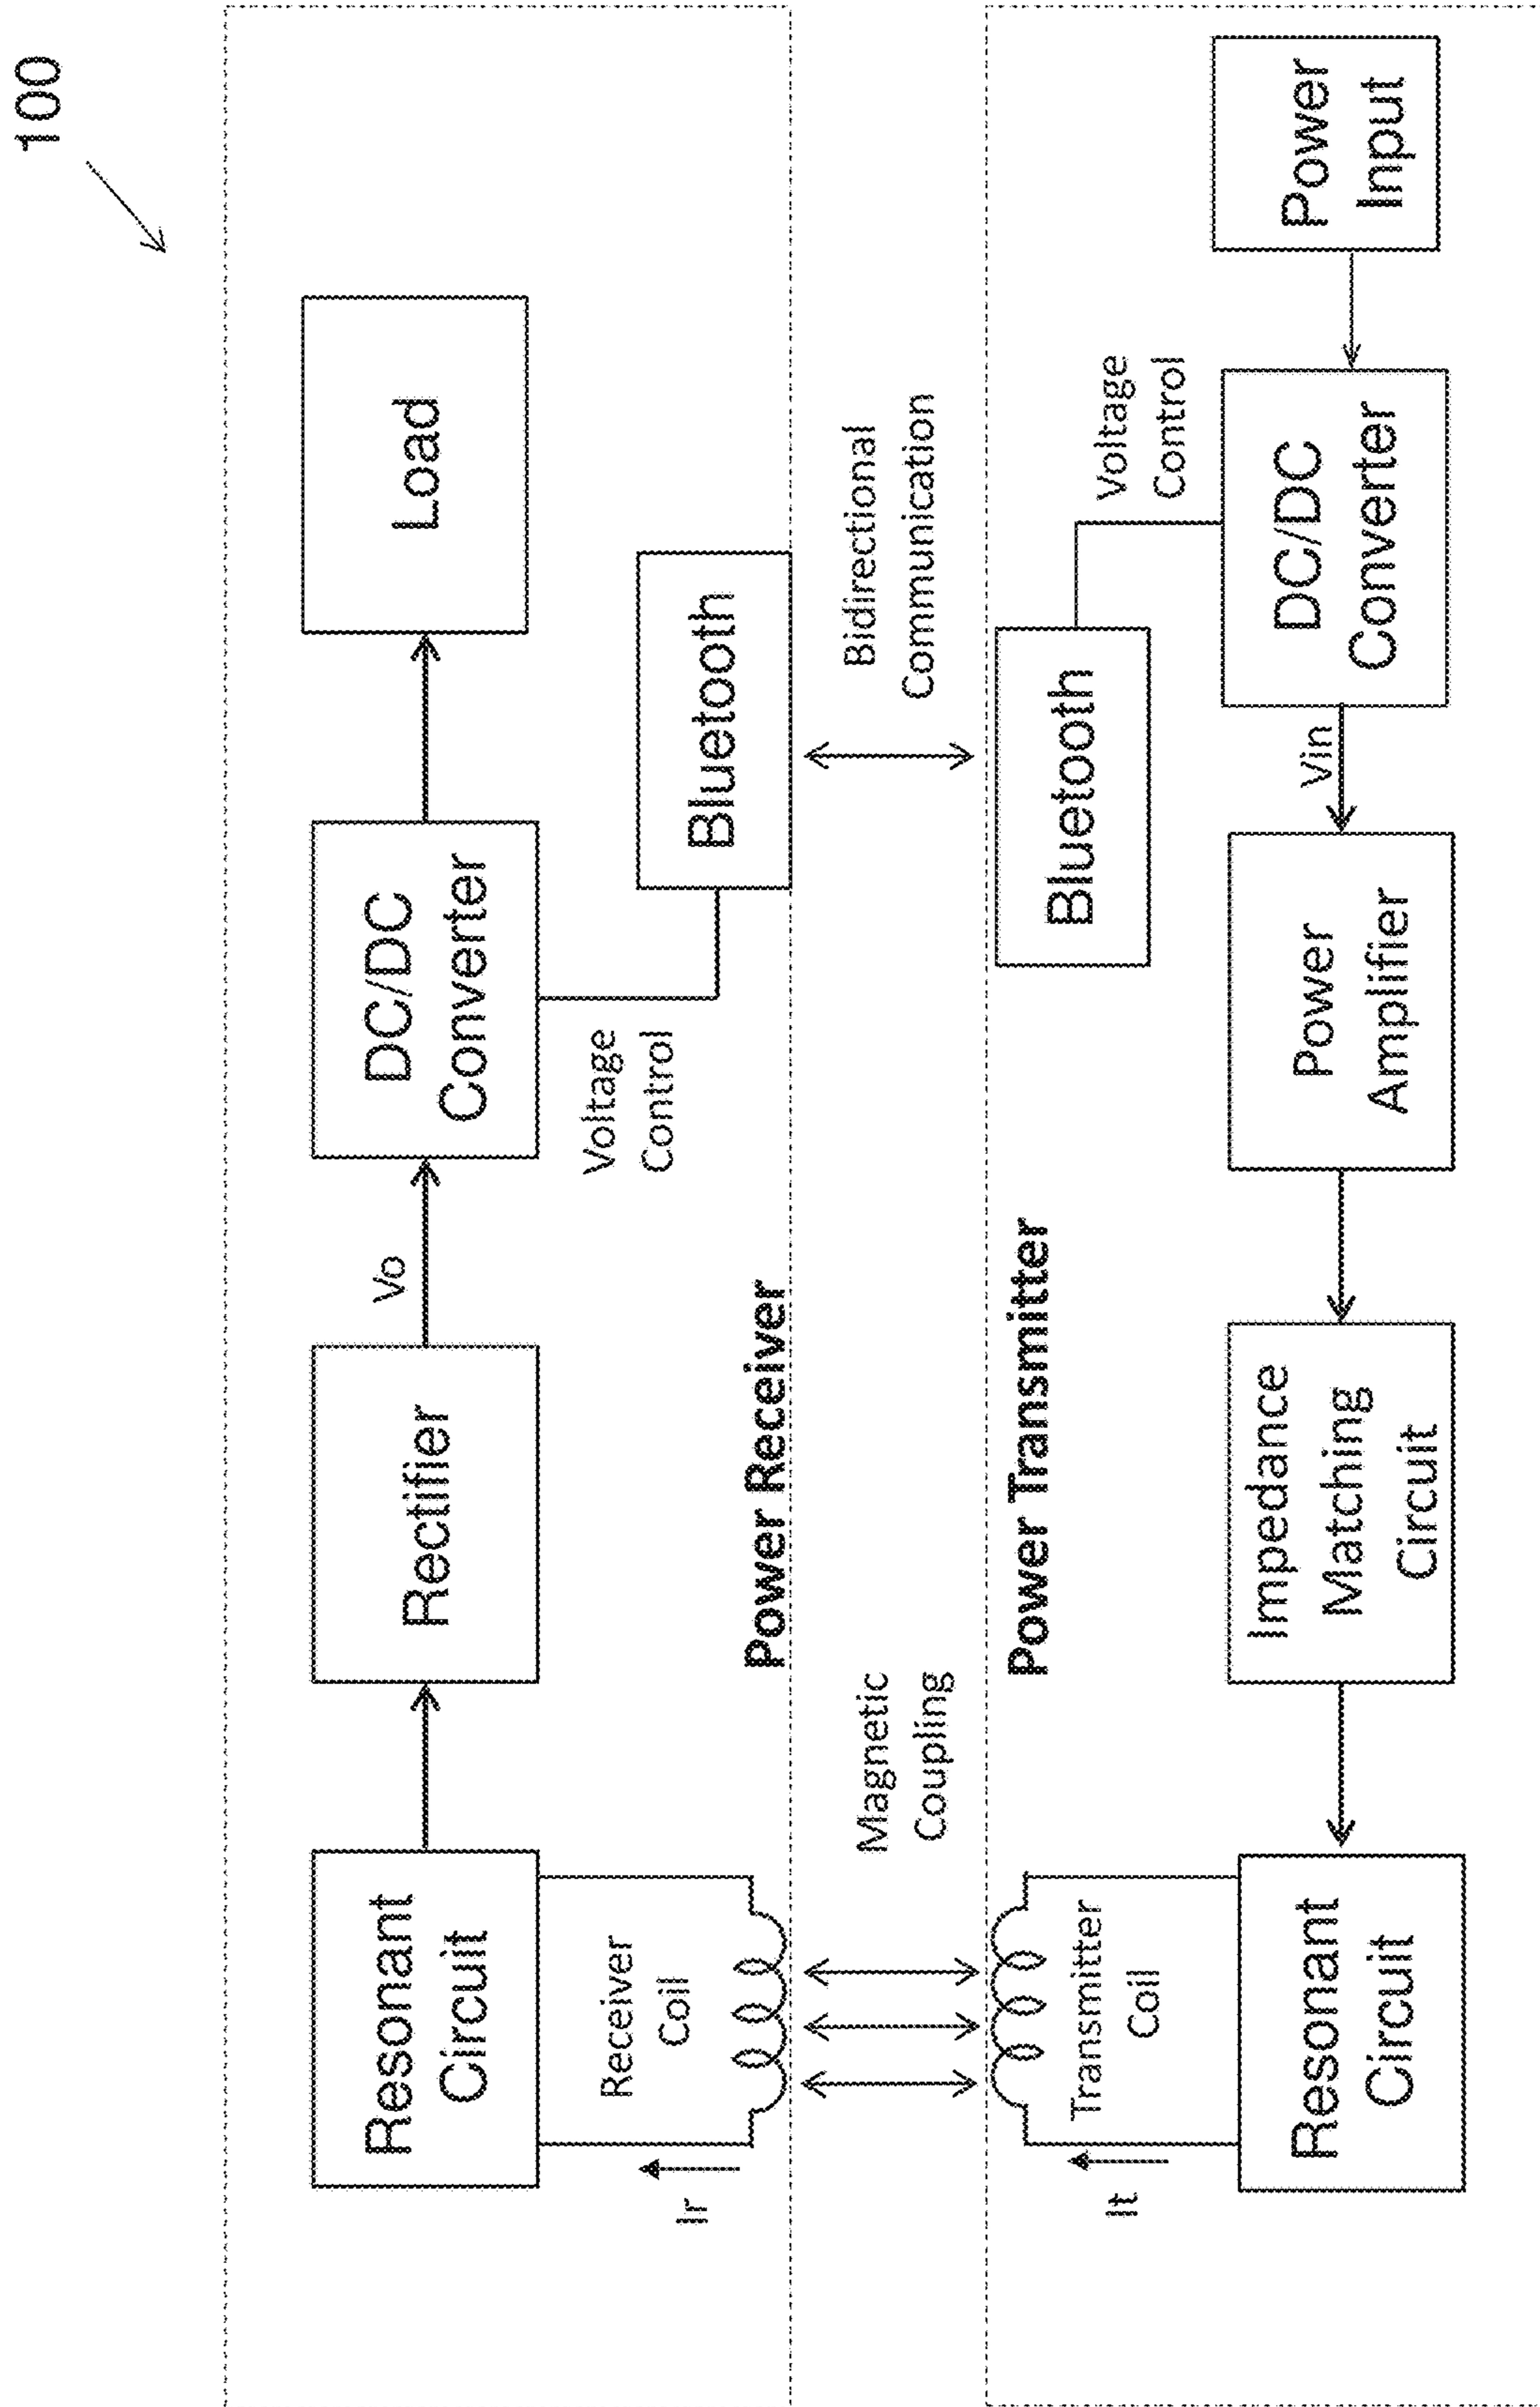 100
Resonant
Circuit
Rectifier
Vo
DC/DC
Converter
Load
Receiver
Coil
Ir
Voltage
Control
Bluetooth
Power Receiver
Magnetic
Coupling
Bidirectional
Communication
Power Transmitter
Bluetooth
Voltage
Control
Transmitter
Coil
It
Resonant
Circuit
Impedance
Matching
Circuit
Power
Amplifier
Vin
DC/DC
Converter
Power
Input